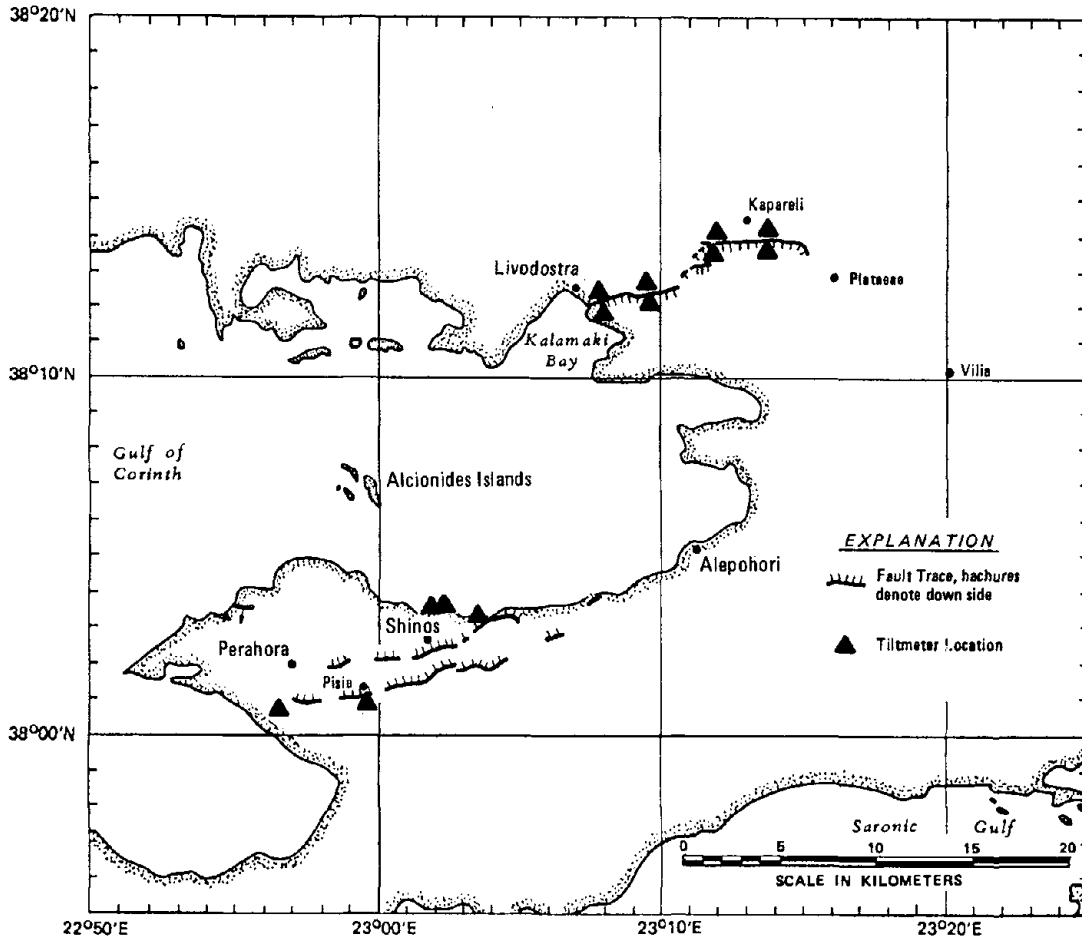 38°20'N
Kapareli
Livodostra
Plataeae
Kalamaki
Bay
38°10'N
Vilia
Gulf of
Corinth
Alcionides Islands
EXPLANATION
Alepohori
Fault Trace, hachures
denote down side
Shinos
Perahora
Tiltmeter Location
Pisia
38°00'N
Saronic Gulf
0 5 10 15 20
SCALE IN KILOMETERS
22°50'E 23°00'E 23°10'E 23°20'E